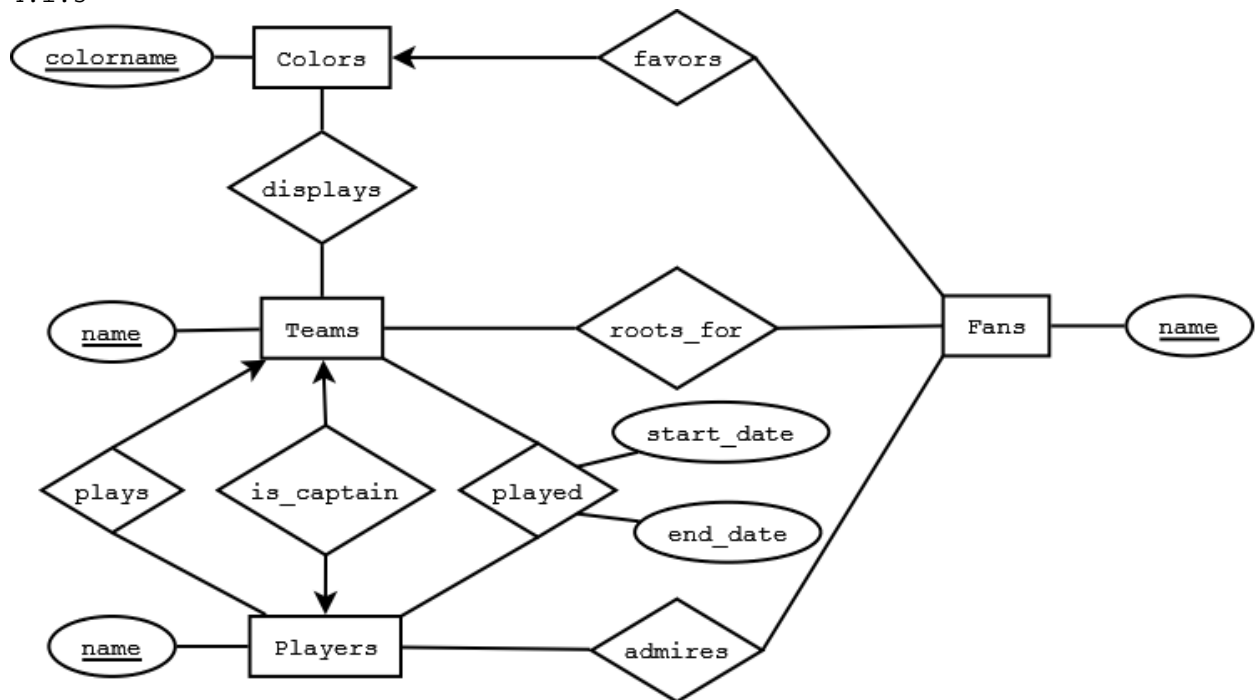 colorname
Colors
favors
displays
name
Teams
roots_for
Fans
name
start_date
plays
is_captain
played
end_date
name
Players
admires